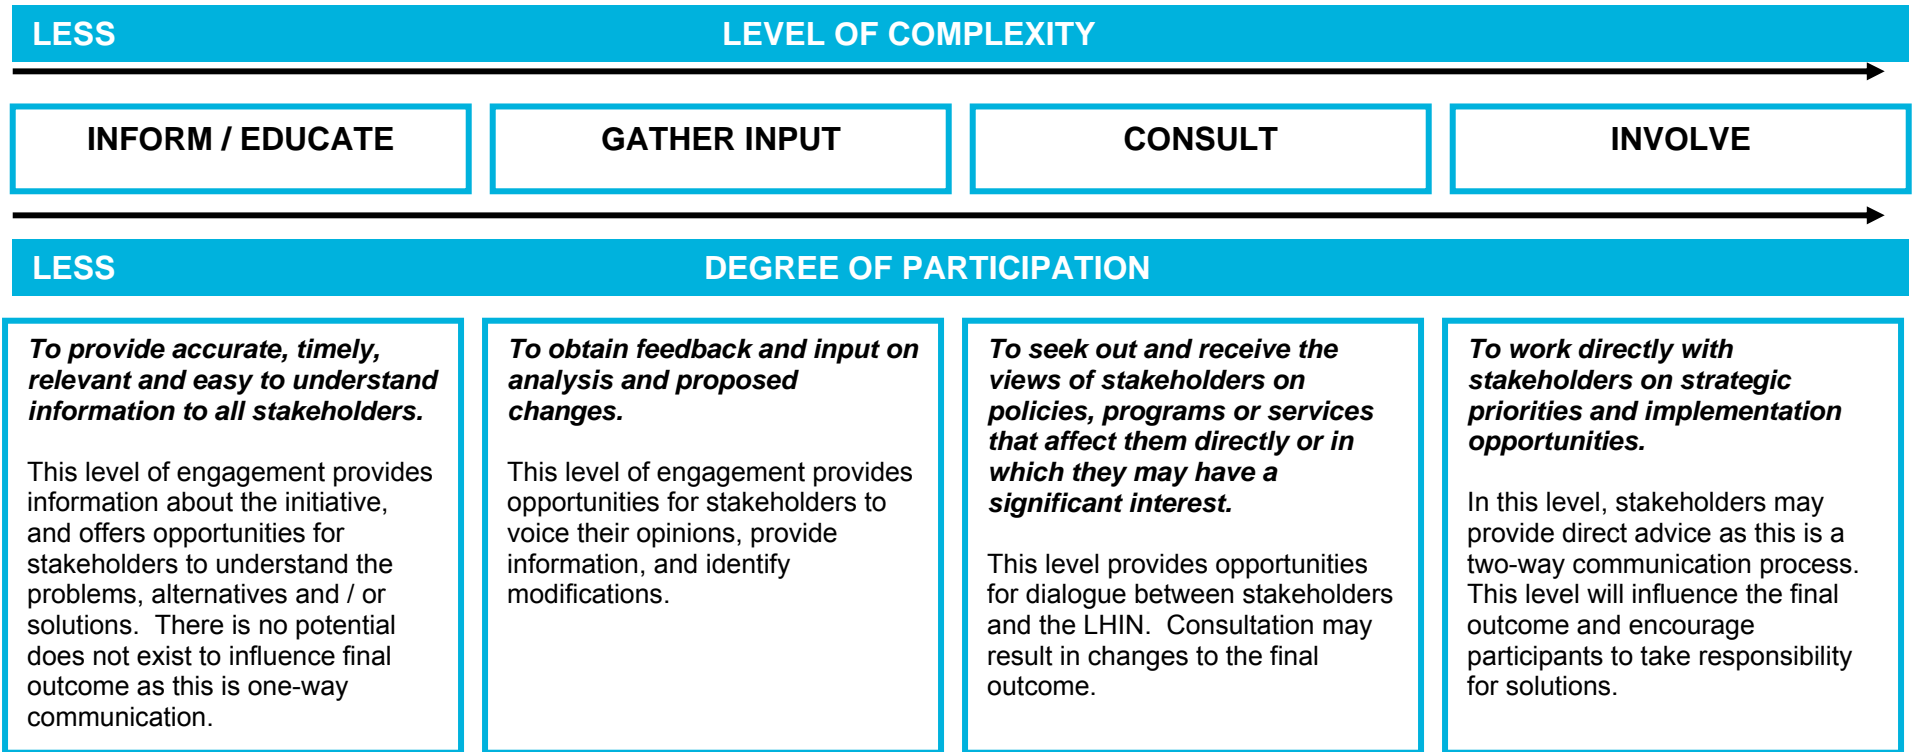 LESS LEVEL OF COMPLEXITY
INFORM / EDUCATE
GATHER INPUT
CONSULT
INVOLVE
LESS DEGREE OF PARTICIPATION
To provide accurate, timely,
relevant and easy to understand
information to all stakeholders.
This level of engagement provides
information about the initiative,
and offers opportunities for
stakeholders to understand the
problems, alternatives and / or
solutions.  There is no potential
does not exist to influence final
outcome as this is one-way
communication.
To obtain feedback and input on
analysis and proposed
changes.
This level of engagement provides
opportunities for stakeholders to
voice their opinions, provide
information, and identify
modifications.
To seek out and receive the
views of stakeholders on
policies, programs or services
that affect them directly or in
which they may have a
significant interest.
This level provides opportunities
for dialogue between stakeholders
and the LHIN.  Consultation may
result in changes to the final
outcome.
To work directly with
stakeholders on strategic
priorities and implementation
opportunities.
In this level, stakeholders may
provide direct advice as this is a
two-way communication process.
This level will influence the final
outcome and encourage
participants to take responsibility
for solutions.